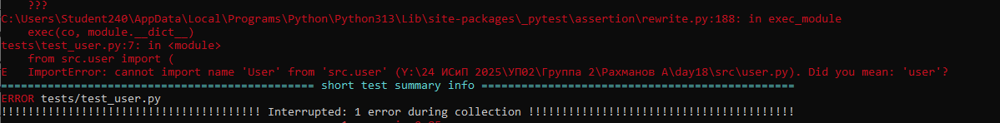 ???
C:\Users\Student240\AppData\Local\Programs\Python\Python313\Lib\site-packages\_pytest\assertion\rewrite.py:188: in exec_module
exec(co, module.__dict__)
tests\test_user.py:7: in <module>
from src.user import (
E   ImportError: cannot import name 'User' from 'src.user' (Y:\24 ИСиП 2025\УП02\Группа 2\Рахманов А\day18\src\user.py). Did you mean: 'user'?
=============================================== short test summary info ===============================================
ERROR tests/test_user.py
!!!!!!!!!!!!!!!!!!!!!!!!!!!!!!!!!!!!!!! Interrupted: 1 error during collection !!!!!!!!!!!!!!!!!!!!!!!!!!!!!!!!!!!!!!!!